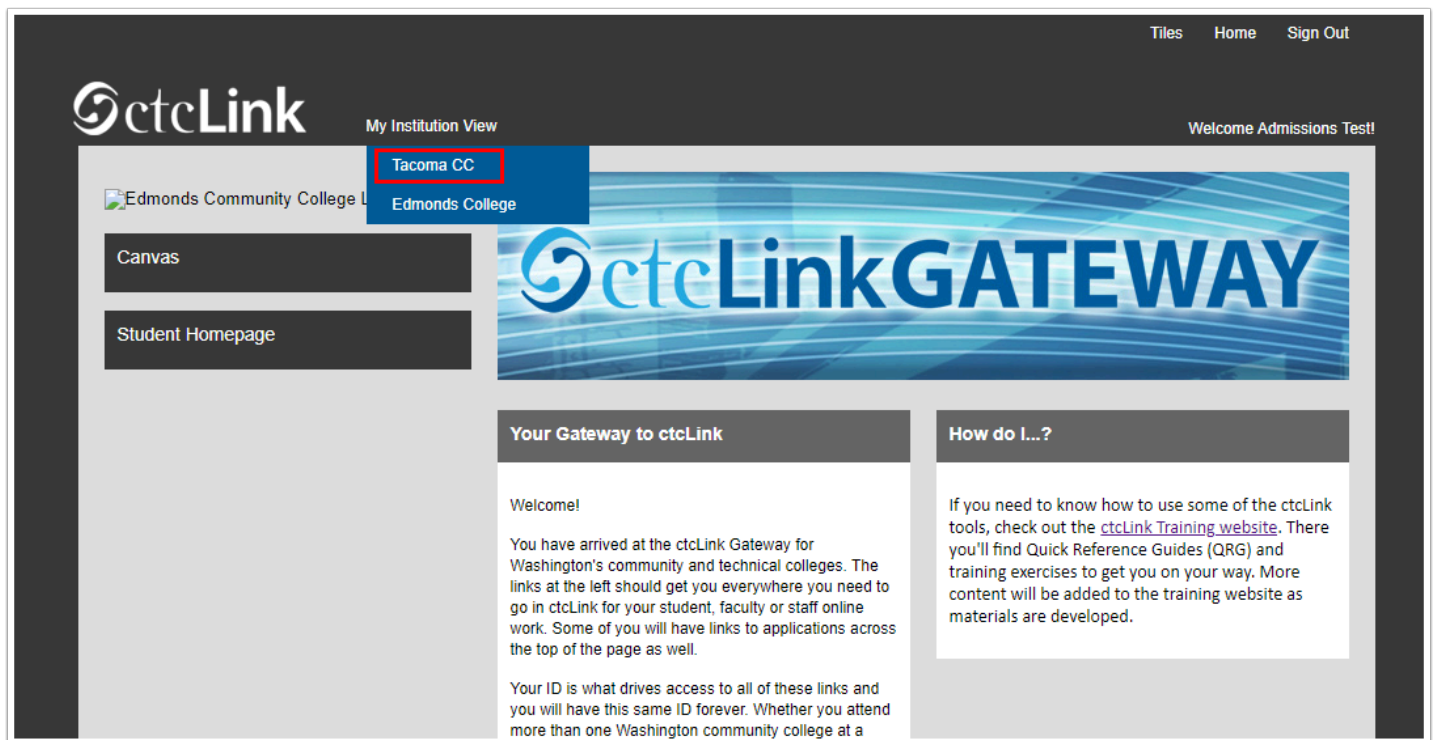 Tiles Home Sign Out
ctcLink
My Institution View
Welcome Admissions Test!
Tacoma CC
Edmonds College
Edmonds Community College L
Canvas
Student Homepage
ctcLinkGATEWAY
Your Gateway to ctcLink
Welcome!
You have arrived at the ctcLink Gateway for
Washington's community and technical colleges. The
links at the left should get you everywhere you need to
go in ctcLink for your student, faculty or staff online
work. Some of you will have links to applications across
the top of the page as well.
Your ID is what drives access to all of these links and
you will have this same ID forever. Whether you attend
more than one Washington community college at a
How do I...?
If you need to know how to use some of the ctcLink
tools, check out the ctcLink Training website. There
you'll find Quick Reference Guides (QRG) and
training exercises to get you on your way. More
content will be added to the training website as
materials are developed.